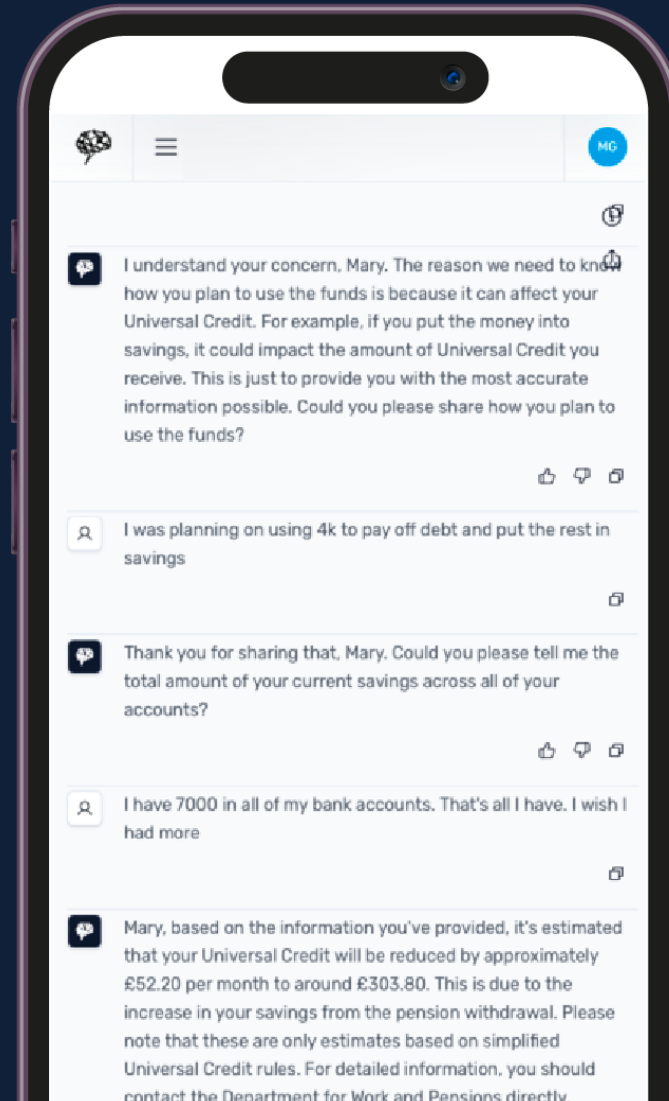 MG
I understand your concern, Mary. The reason we need to know
how you plan to use the funds is because it can affect your
Universal Credit. For example, if you put the money into
savings, it could impact the amount of Universal Credit you
receive. This is just to provide you with the most accurate
information possible. Could you please share how you plan to
use the funds?
I was planning on using 4k to pay off debt and put the rest in
savings
Thank you for sharing that, Mary. Could you please tell me the
total amount of your current savings across all of your
accounts?
I have 7000 in all of my bank accounts. That's all I have. I wish I
had more
Mary, based on the information you've provided, it's estimated
that your Universal Credit will be reduced by approximately
£52.20 per month to around £303.80. This is due to the
increase in your savings from the pension withdrawal. Please
note that these are only estimates based on simplified
Universal Credit rules. For detailed information, you should
contact the Department for Work and Pensions directly.